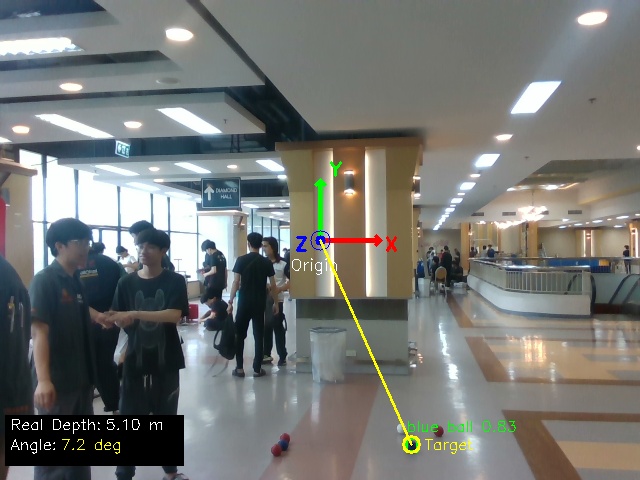 DIAMOND
HALL
Y
Z
X
Origin
blue ball 0.83
Target
Real Depth: 5.10 m
Angle: 7.2 deg